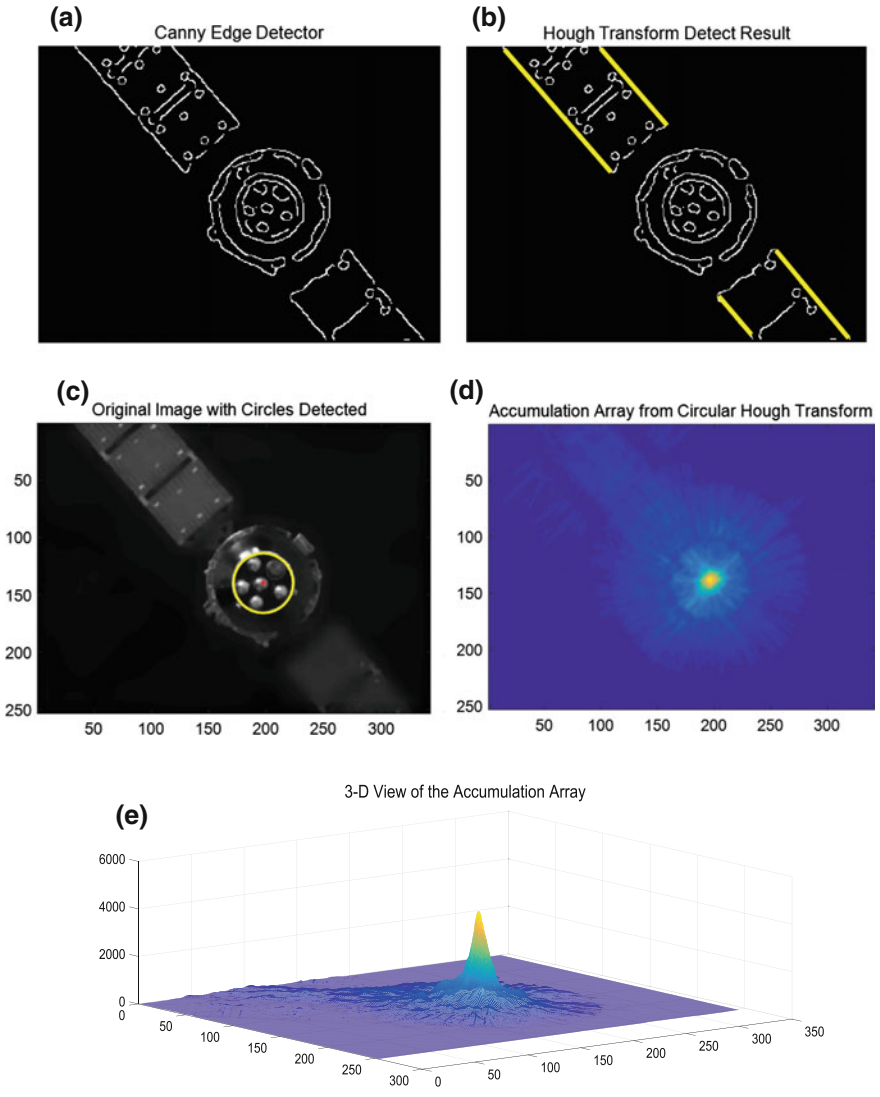 (a)
Canny Edge Detector
(b)
Hough Transform Detect Result
(c)
Original Image with Circles Detected
50
100
150
200
250
50 100 150 200 250 300
(d)
Accumulation Array from Circular Hough Transform
50
100
150
200
250
50 100 150 200 250 300
(e)
3-D View of the Accumulation Array
6000
4000
2000
0
0 50 100 150 200 250 300
0 50 100 150 200 250 300 350